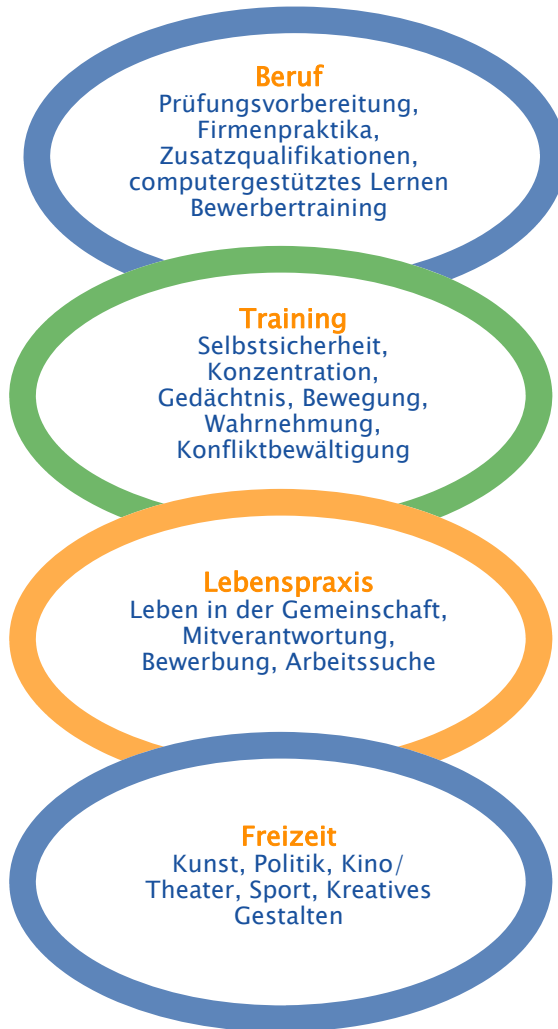 Beruf
Prüfungsvorbereitung,
Firmenpraktika,
Zusatzqualifikationen,
computergestütztes Lernen
Bewerbertraining
Training
Selbstsicherheit,
Konzentration,
Gedächtnis, Bewegung,
Wahrnehmung,
Konfliktbewältigung
Lebenspraxis
Leben in der Gemeinschaft,
Mitverantwortung,
Bewerbung, Arbeitssuche
Freizeit
Kunst, Politik, Kino/
Theater, Sport, Kreatives
Gestalten